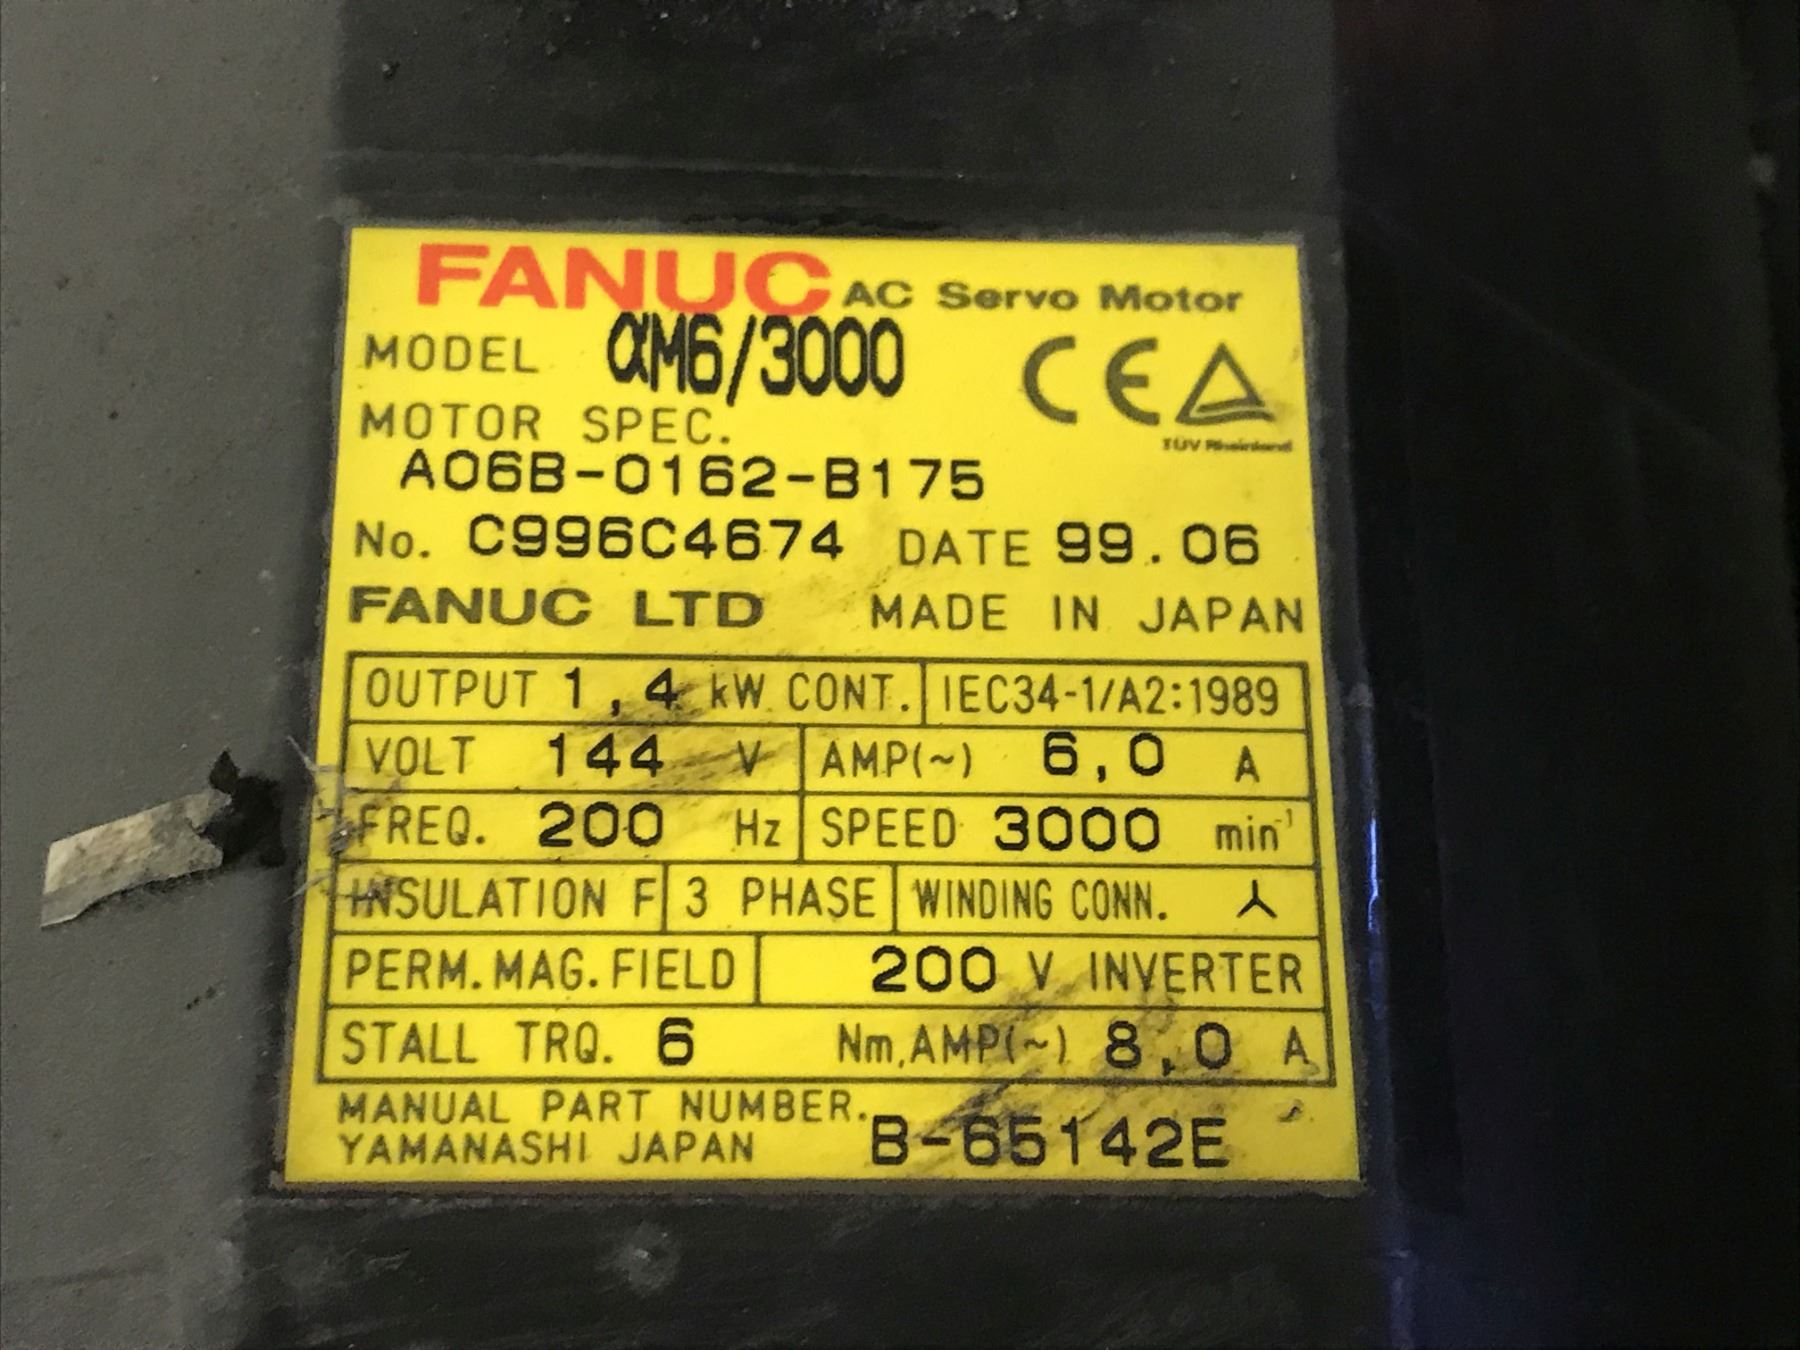 FANUC AC Servo Motor
MODEL αM6/3000
CE
TÜV Rheinland
MOTOR SPEC.
A06B-0162-B175
No. C996C4674 DATE 99.06
FANUC LTD MADE IN JAPAN
OUTPUT 1,4 kW CONT. IEC34-1/A2:1989
VOLT 144 V AMP(~) 6,0 A
FREQ. 200 Hz SPEED 3000 min⁻¹
INSULATION F 3 PHASE WINDING CONN.
PERM.MAG.FIELD 200 V INVERTER
STALL TRQ. 6 Nm,AMP(~) 8,0 A
MANUAL PART NUMBER.
YAMANASHI JAPAN B-65142E